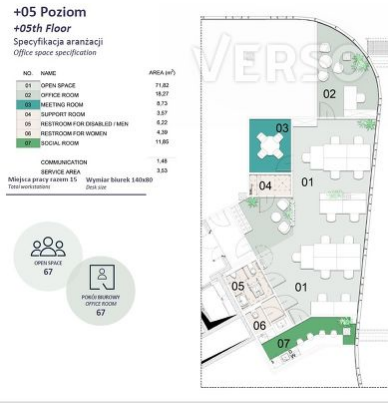 +05 Poziom
+05th Floor
Specyfikacja aranżacji
Office space specification
NO. NAME AREA (m²)
01 OPEN SPACE 71,82
02 OFFICE ROOM 16,27
03 MEETING ROOM 8,73
04 SUPPORT ROOM 3,57
05 RESTROOM FOR DISABLED / MEN 6,22
06 RESTROOM FOR WOMEN 4,39
07 SOCIAL ROOM 11,85
COMMUNICATION 1,46
SERVICE AREA 3,53
Miejsca pracy razem 15 Wymiar biurek 140x80
Total workstations Desk size
OPEN SPACE
67
POKÓJ BIUROWY
OFFICE ROOM
67
VERSO
02
03
04
01
05
01
06
07